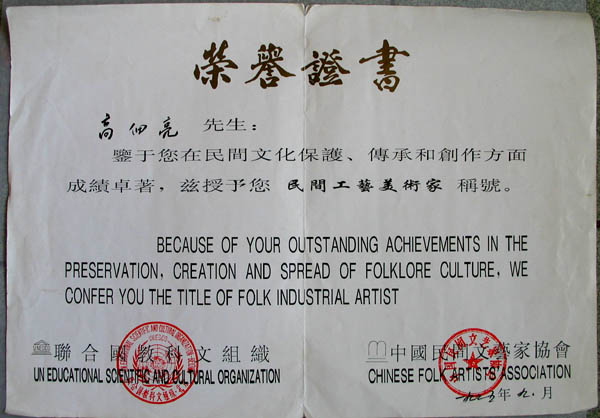 榮譽證書
高佃亮 先生：
鑒于您在民間文化保護、傳承和創作方面
成績卓著，兹授予您 民間工藝美術家 稱號。
BECAUSE OF YOUR OUTSTANDING ACHIEVEMENTS IN THE
PRESERVATION, CREATION AND SPREAD OF FOLKLORE CULTURE, WE
CONFER YOU THE TITLE OF FOLK INDUSTRIAL ARTIST
聯合國教科文組織
UN EDUCATIONAL SCIENTIFIC AND CULTURAL ORGANIZATION
中國民間文藝家協會
CHINESE FOLK ARTISTS' ASSOCIATION